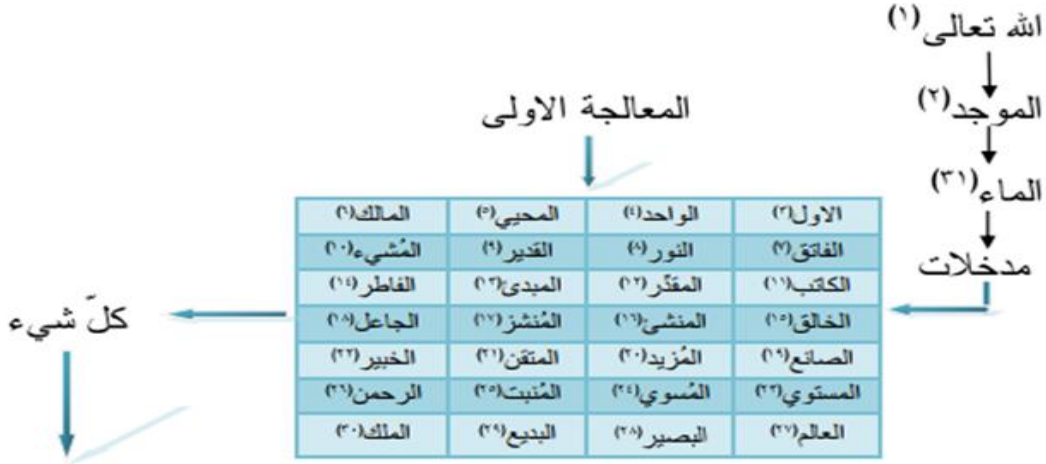 الله تعالى(١)
الموجد(٢)
الماء(٣١)
مدخلات
المعالجة الاولى
الاول(٣) الواحد(٤) المحيي(٥) المالك(٦)
الفاتق(٧) النور(٨) القدير(٩) المُشيء(١٠)
الكاتب(١١) المقدّر(١٢) المبدئ(١٣) الفاطر(١٤)
الخالق(١٥) المنشئ(١٦) المُنشز(١٧) الجاعل(١٨)
الصانع(١٩) المُزيد(٢٠) المتقن(٢١) الخبير(٢٢)
المستوي(٢٣) المُسوي(٢٤) المُنبت(٢٥) الرحمن(٢٦)
العالم(٢٧) البصير(٢٨) البديع(٢٩) الملك(٣٠)
كلّ شيء